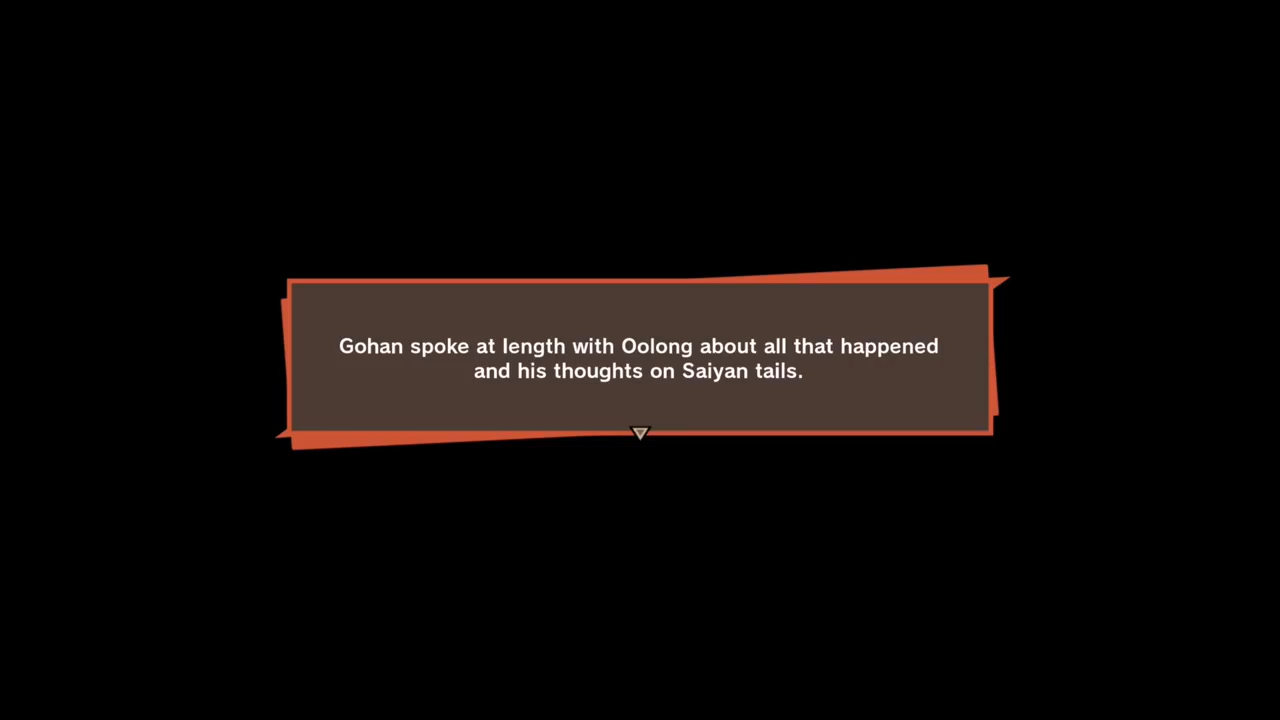 Gohan spoke at length with Oolong about all that happened
and his thoughts on Saiyan tails.